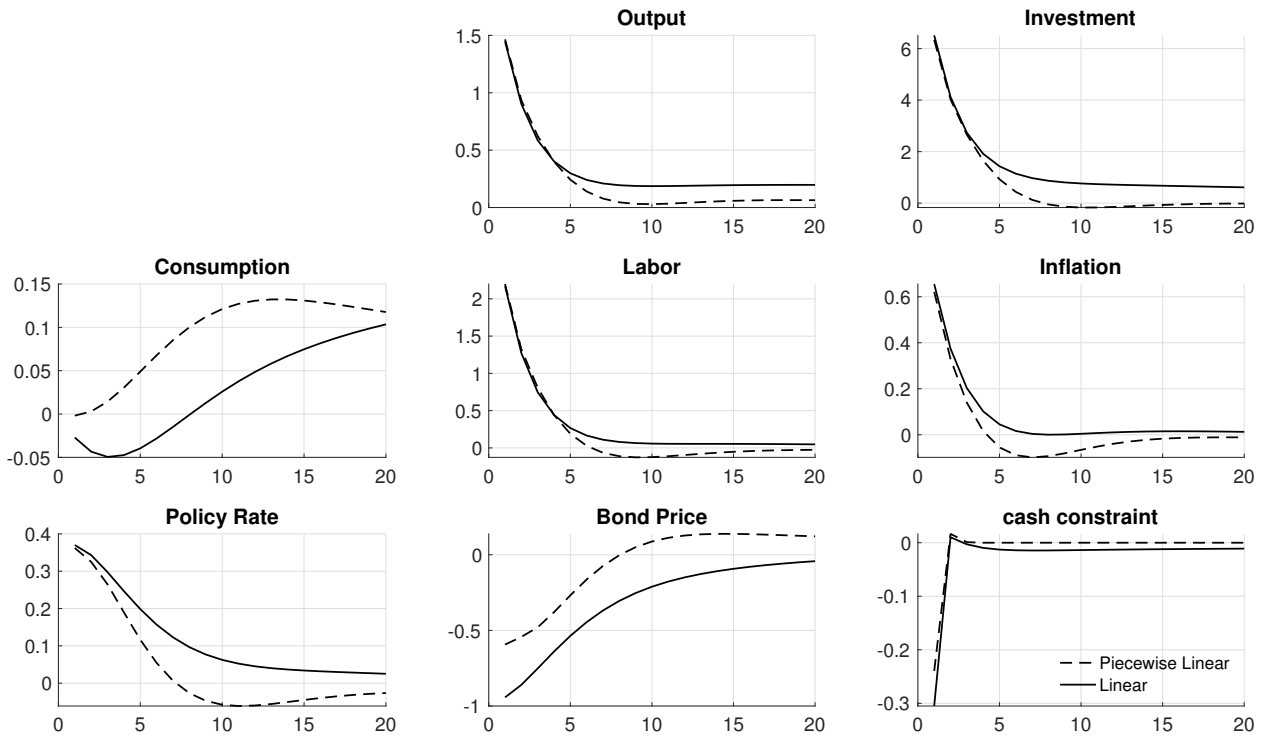 Output
1.5
1
0.5
0
0 5 10 15 20
Investment
6
4
2
0
0 5 10 15 20
Consumption
0.15
0.1
0.05
0
-0.05
0 5 10 15 20
Labor
2
1.5
1
0.5
0
0 5 10 15 20
Inflation
0.6
0.4
0.2
0
0 5 10 15 20
Policy Rate
0.4
0.3
0.2
0.1
0
0 5 10 15 20
Bond Price
0
-0.5
-1
0 5 10 15 20
cash constraint
0
-0.1
-0.2
-0.3
0 5 10 15 20
Piecewise Linear
Linear